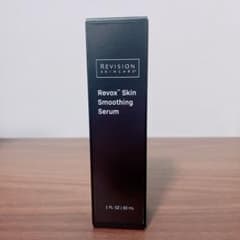 REVISION
SKINCARE®
Revox™ Skin
Smoothing
Serum
1 FL OZ | 30 mL